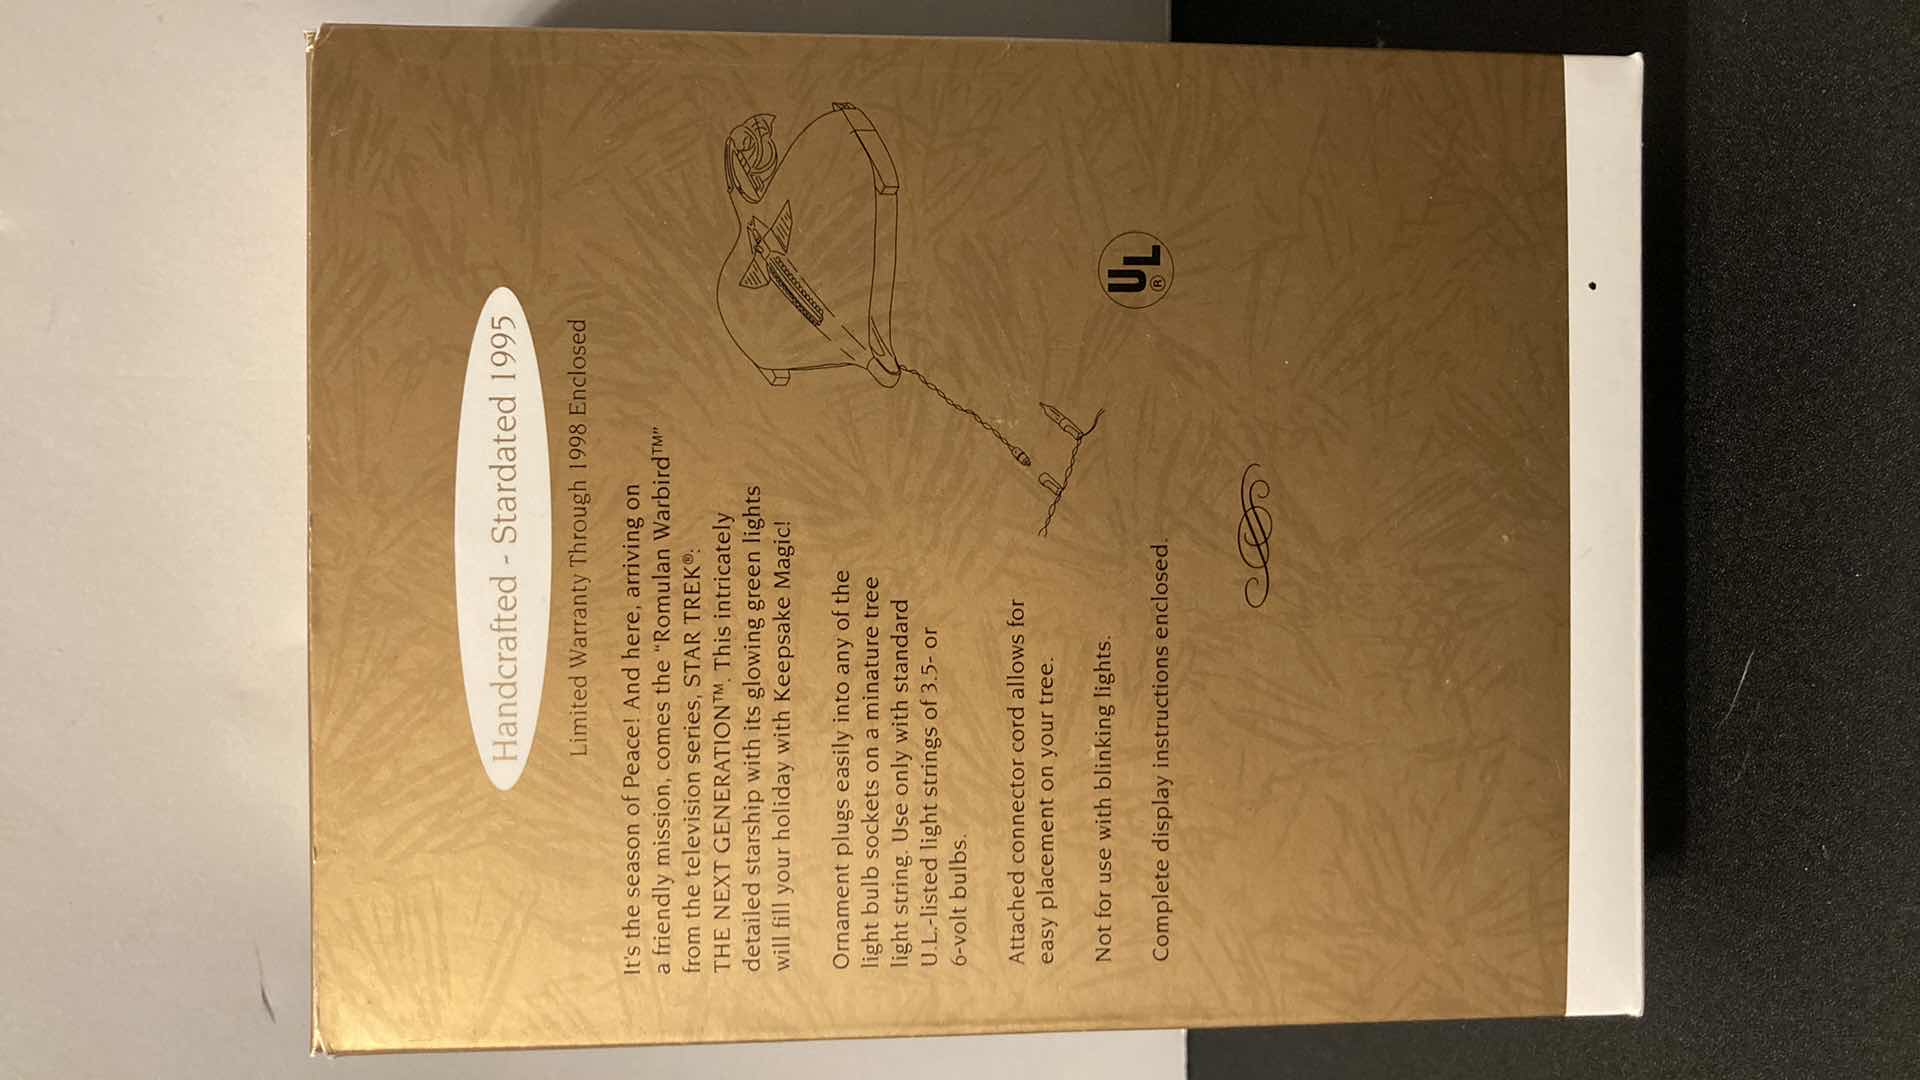 Handcrafted - Stardated 1995
Limited Warranty Through 1998 Enclosed
It's the season of Peace! And here, arriving on
a friendly mission, comes the “Romulan Warbird™”
from the television series, STAR TREK®:
THE NEXT GENERATION™. This intricately
detailed starship with its glowing green lights
will fill your holiday with Keepsake Magic!
Ornament plugs easily into any of the
light bulb sockets on a minature tree
light string. Use only with standard
U.L.-listed light strings of 3.5- or
6-volt bulbs.
Attached connector cord allows for
easy placement on your tree.
Not for use with blinking lights.
Complete display instructions enclosed.
UL®